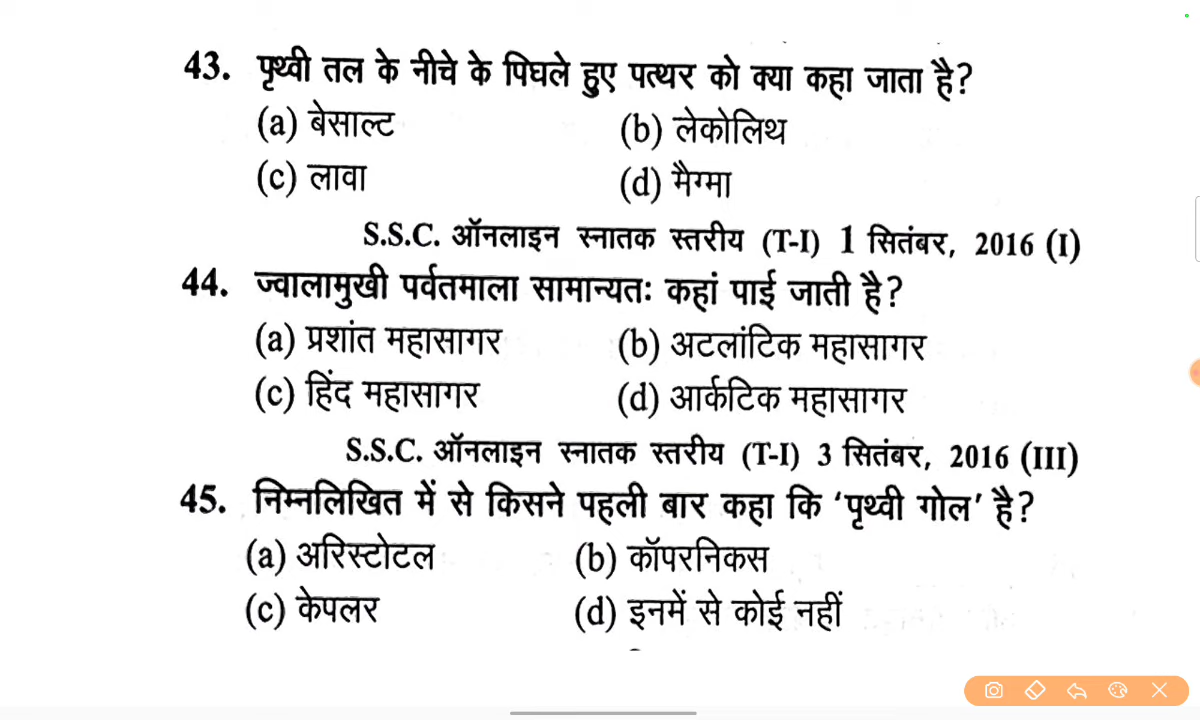 43. पृथ्वी तल के नीचे के पिघले हुए पत्थर को क्या कहा जाता है?
(a) बेसाल्ट (b) लेकोलिथ
(c) लावा (d) मैग्मा
S.S.C. ऑनलाइन स्नातक स्तरीय (T-I) 1 सितंबर, 2016 (I)
44. ज्वालामुखी पर्वतमाला सामान्यतः कहां पाई जाती है?
(a) प्रशांत महासागर (b) अटलांटिक महासागर
(c) हिंद महासागर (d) आर्कटिक महासागर
S.S.C. ऑनलाइन स्नातक स्तरीय (T-I) 3 सितंबर, 2016 (III)
45. निम्नलिखित में से किसने पहली बार कहा कि ‘पृथ्वी गोल’ है?
(a) अरिस्टोटल (b) कॉपरनिकस
(c) केपलर (d) इनमें से कोई नहीं